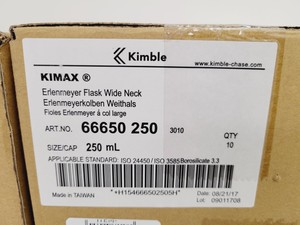 Kimble
KIMAX ®
www.kimble-chase.com
Erlenmeyer Flask Wide Neck
Erlenmeyerkolben Weithals
Fioles Erlenmeyer á col large
ART.NO. 66650 250 3010
SIZE/CAP 250 mL
QTY
10
APPLICABLE STANDARD: ISO 24450 / ISO 3585 Borosilicate 3.3
Made in TAIWAN
*+H154666502505H*
Date: 08/21/17
Lot: 09011708